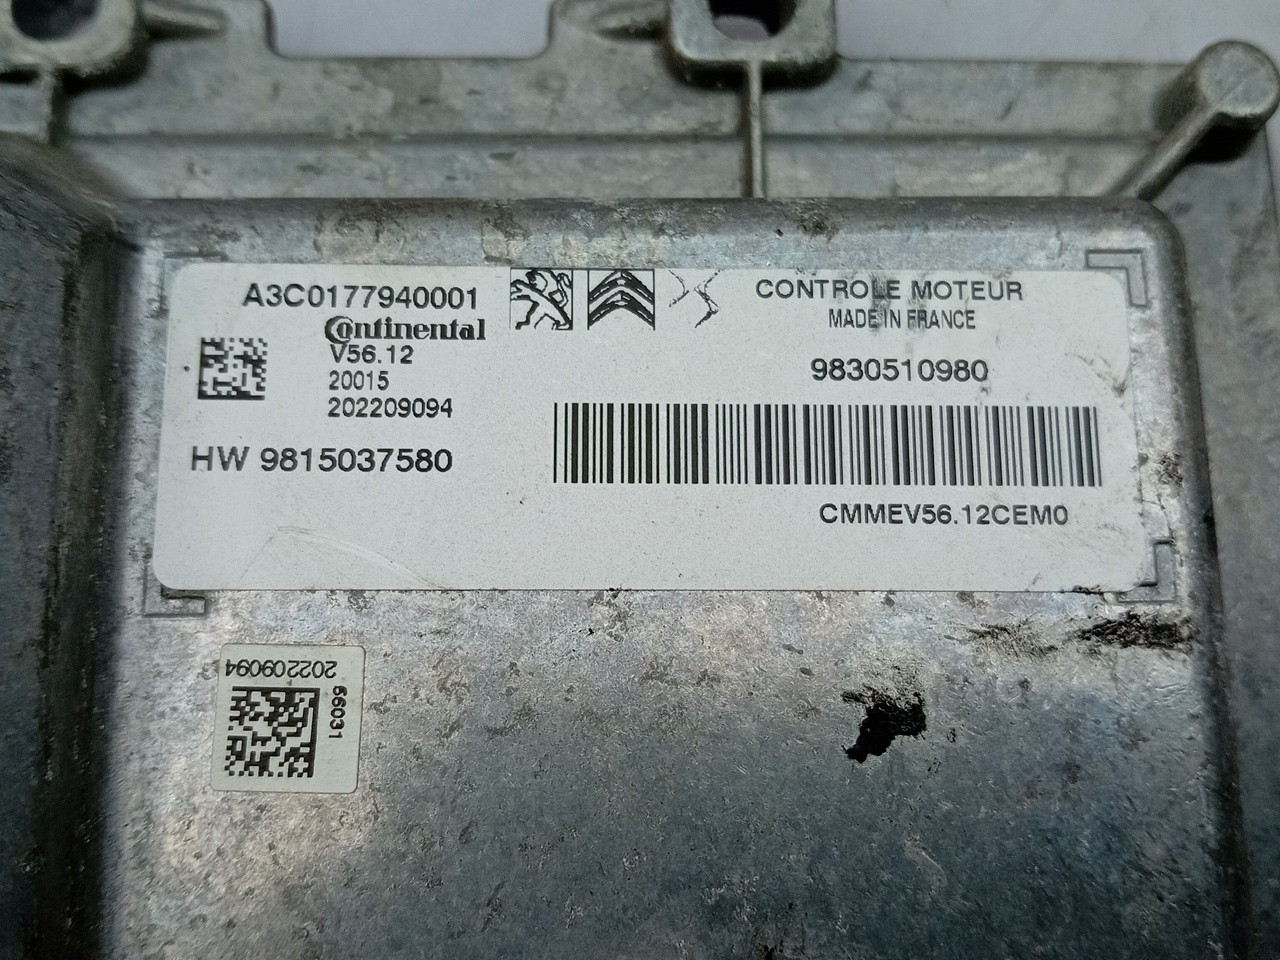 A3C0177940001
Continental
V56.12
20015
202209094
HW 9815037580
CONTROLE MOTEUR
MADE IN FRANCE
9830510980
CMMEV56.12CEM0
202209094
66031